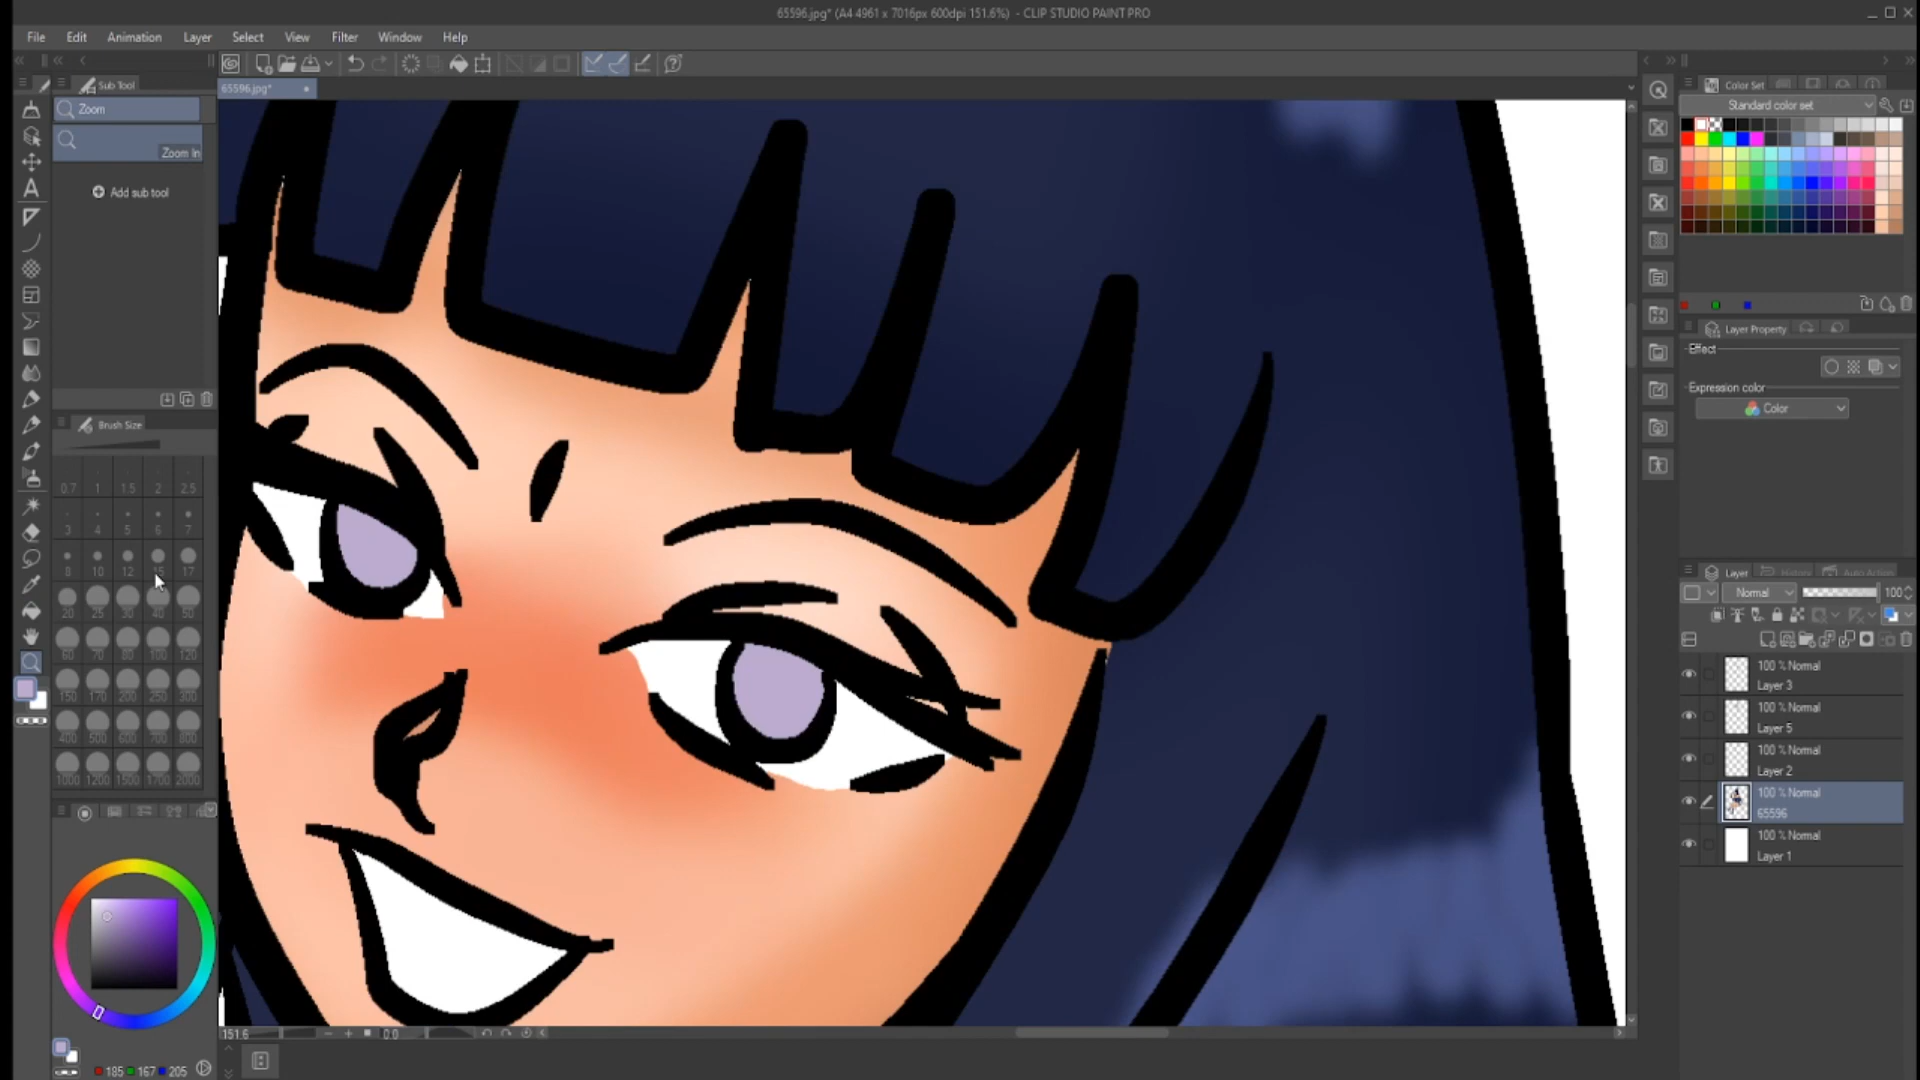 65596.jpg* (A4 4961 x 7016px 600dpi 151.6%) - CLIP STUDIO PAINT PRO
File Edit Animation Layer Select View Filter Window Help
Sub Tool
65596.jpg*
Color Set
Zoom
Standard color set
Zoom In
Add sub tool
Layer Property
Effect
Expression color
Color
Brush Size
0.7 1 1.5 2 2.5
3 4 5 6 7
8 10 12 15 17
20 25 30 40 50
60 70 80 100 120
150 170 200 250 300
400 500 600 700 800
1000 1200 1500 1700 2000
Layer History Auto Action
Normal 100
100 % Normal
Layer 3
100 % Normal
Layer 5
100 % Normal
Layer 2
100 % Normal
65596
100 % Normal
Layer 1
151.6 0.0
185 167 205